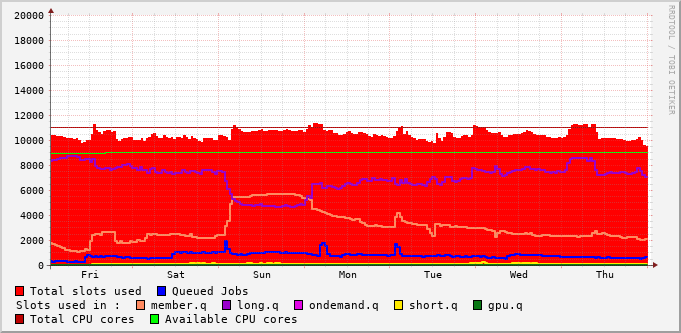 20000
18000
16000
14000
12000
10000
8000
6000
4000
2000
0
Fri Sat Sun Mon Tue Wed Thu
RRDTOOL / TOBI OETIKER
Total slots used Queued Jobs
Slots used in : member.q long.q ondemand.q short.q gpu.q
Total CPU cores Available CPU cores